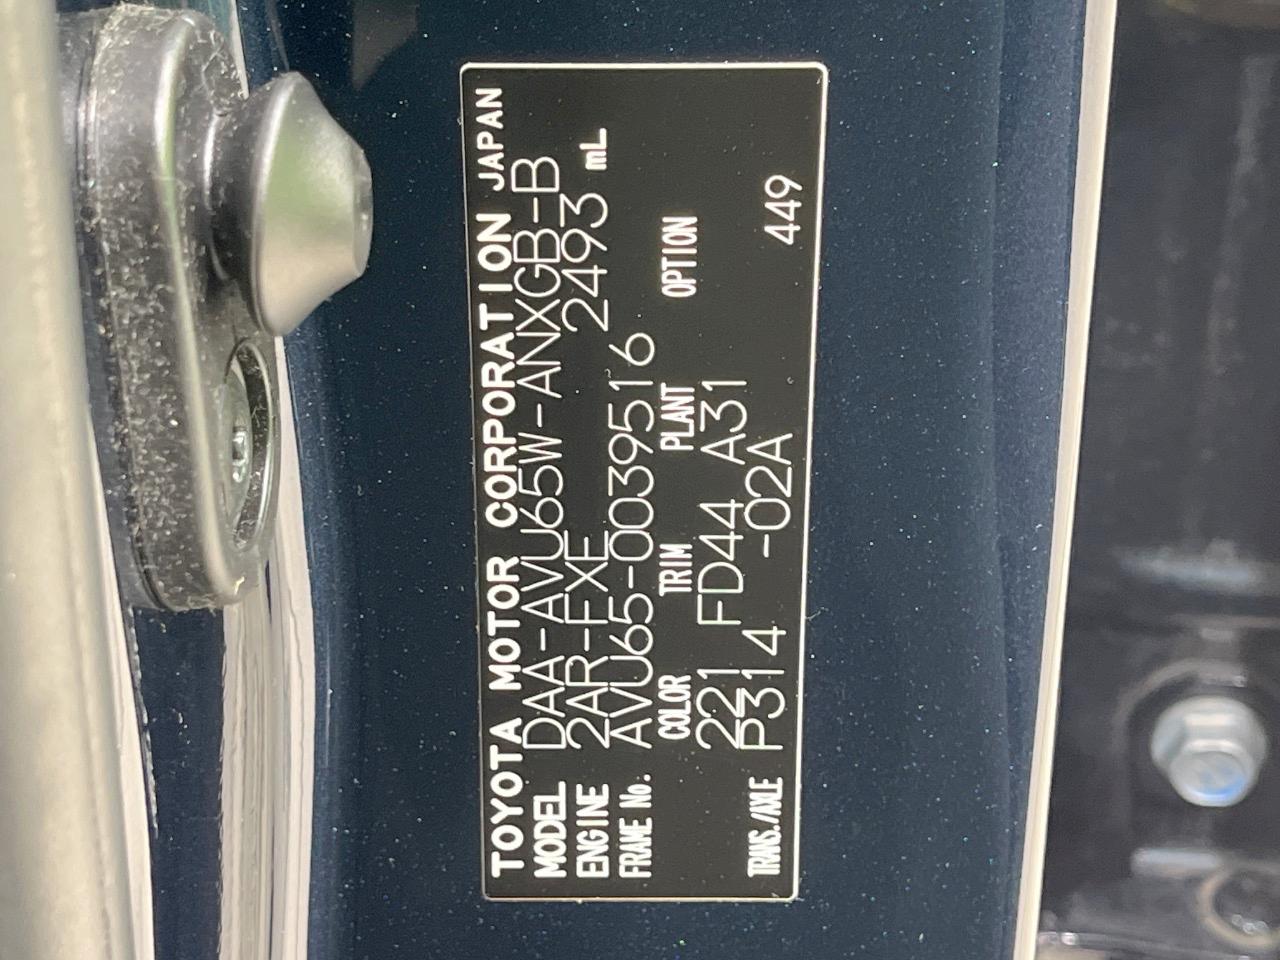 TOYOTA MOTOR CORPORATION JAPAN
MODEL DAA-AVU65W-ANXGB-B
ENGINE 2AR-FXE 2493 mL
FRAME No. AVU65-0039516
COLOR TRIM PLANT OPTION
221 FD44 A31
TRANS./AXLE P314 -02A 449